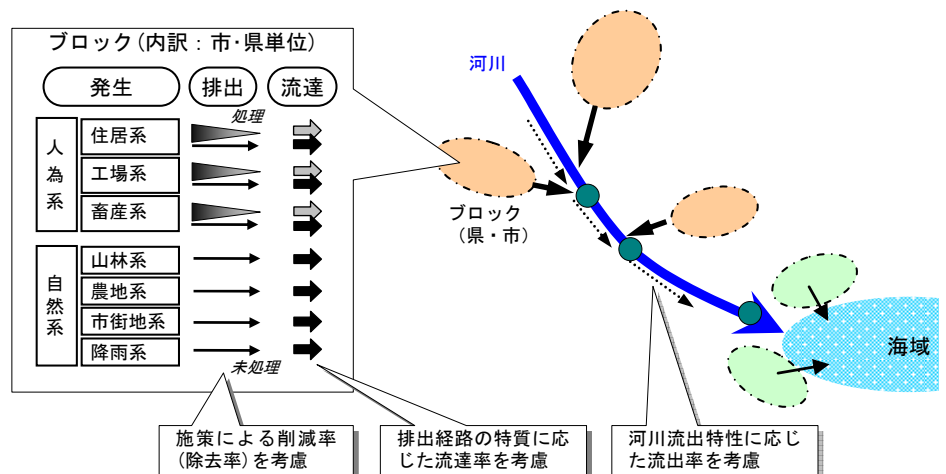 ブロック(内訳：市･県単位)
発生
排出
流達
処理
人為系
住居系
工場系
畜産系
自然系
山林系
農地系
市街地系
降雨系
未処理
河川
ブロック
（県・市）
海域
施策による削減率
(除去率)を考慮
排出経路の特質に応
じた流達率を考慮
河川流出特性に応じ
た流出率を考慮